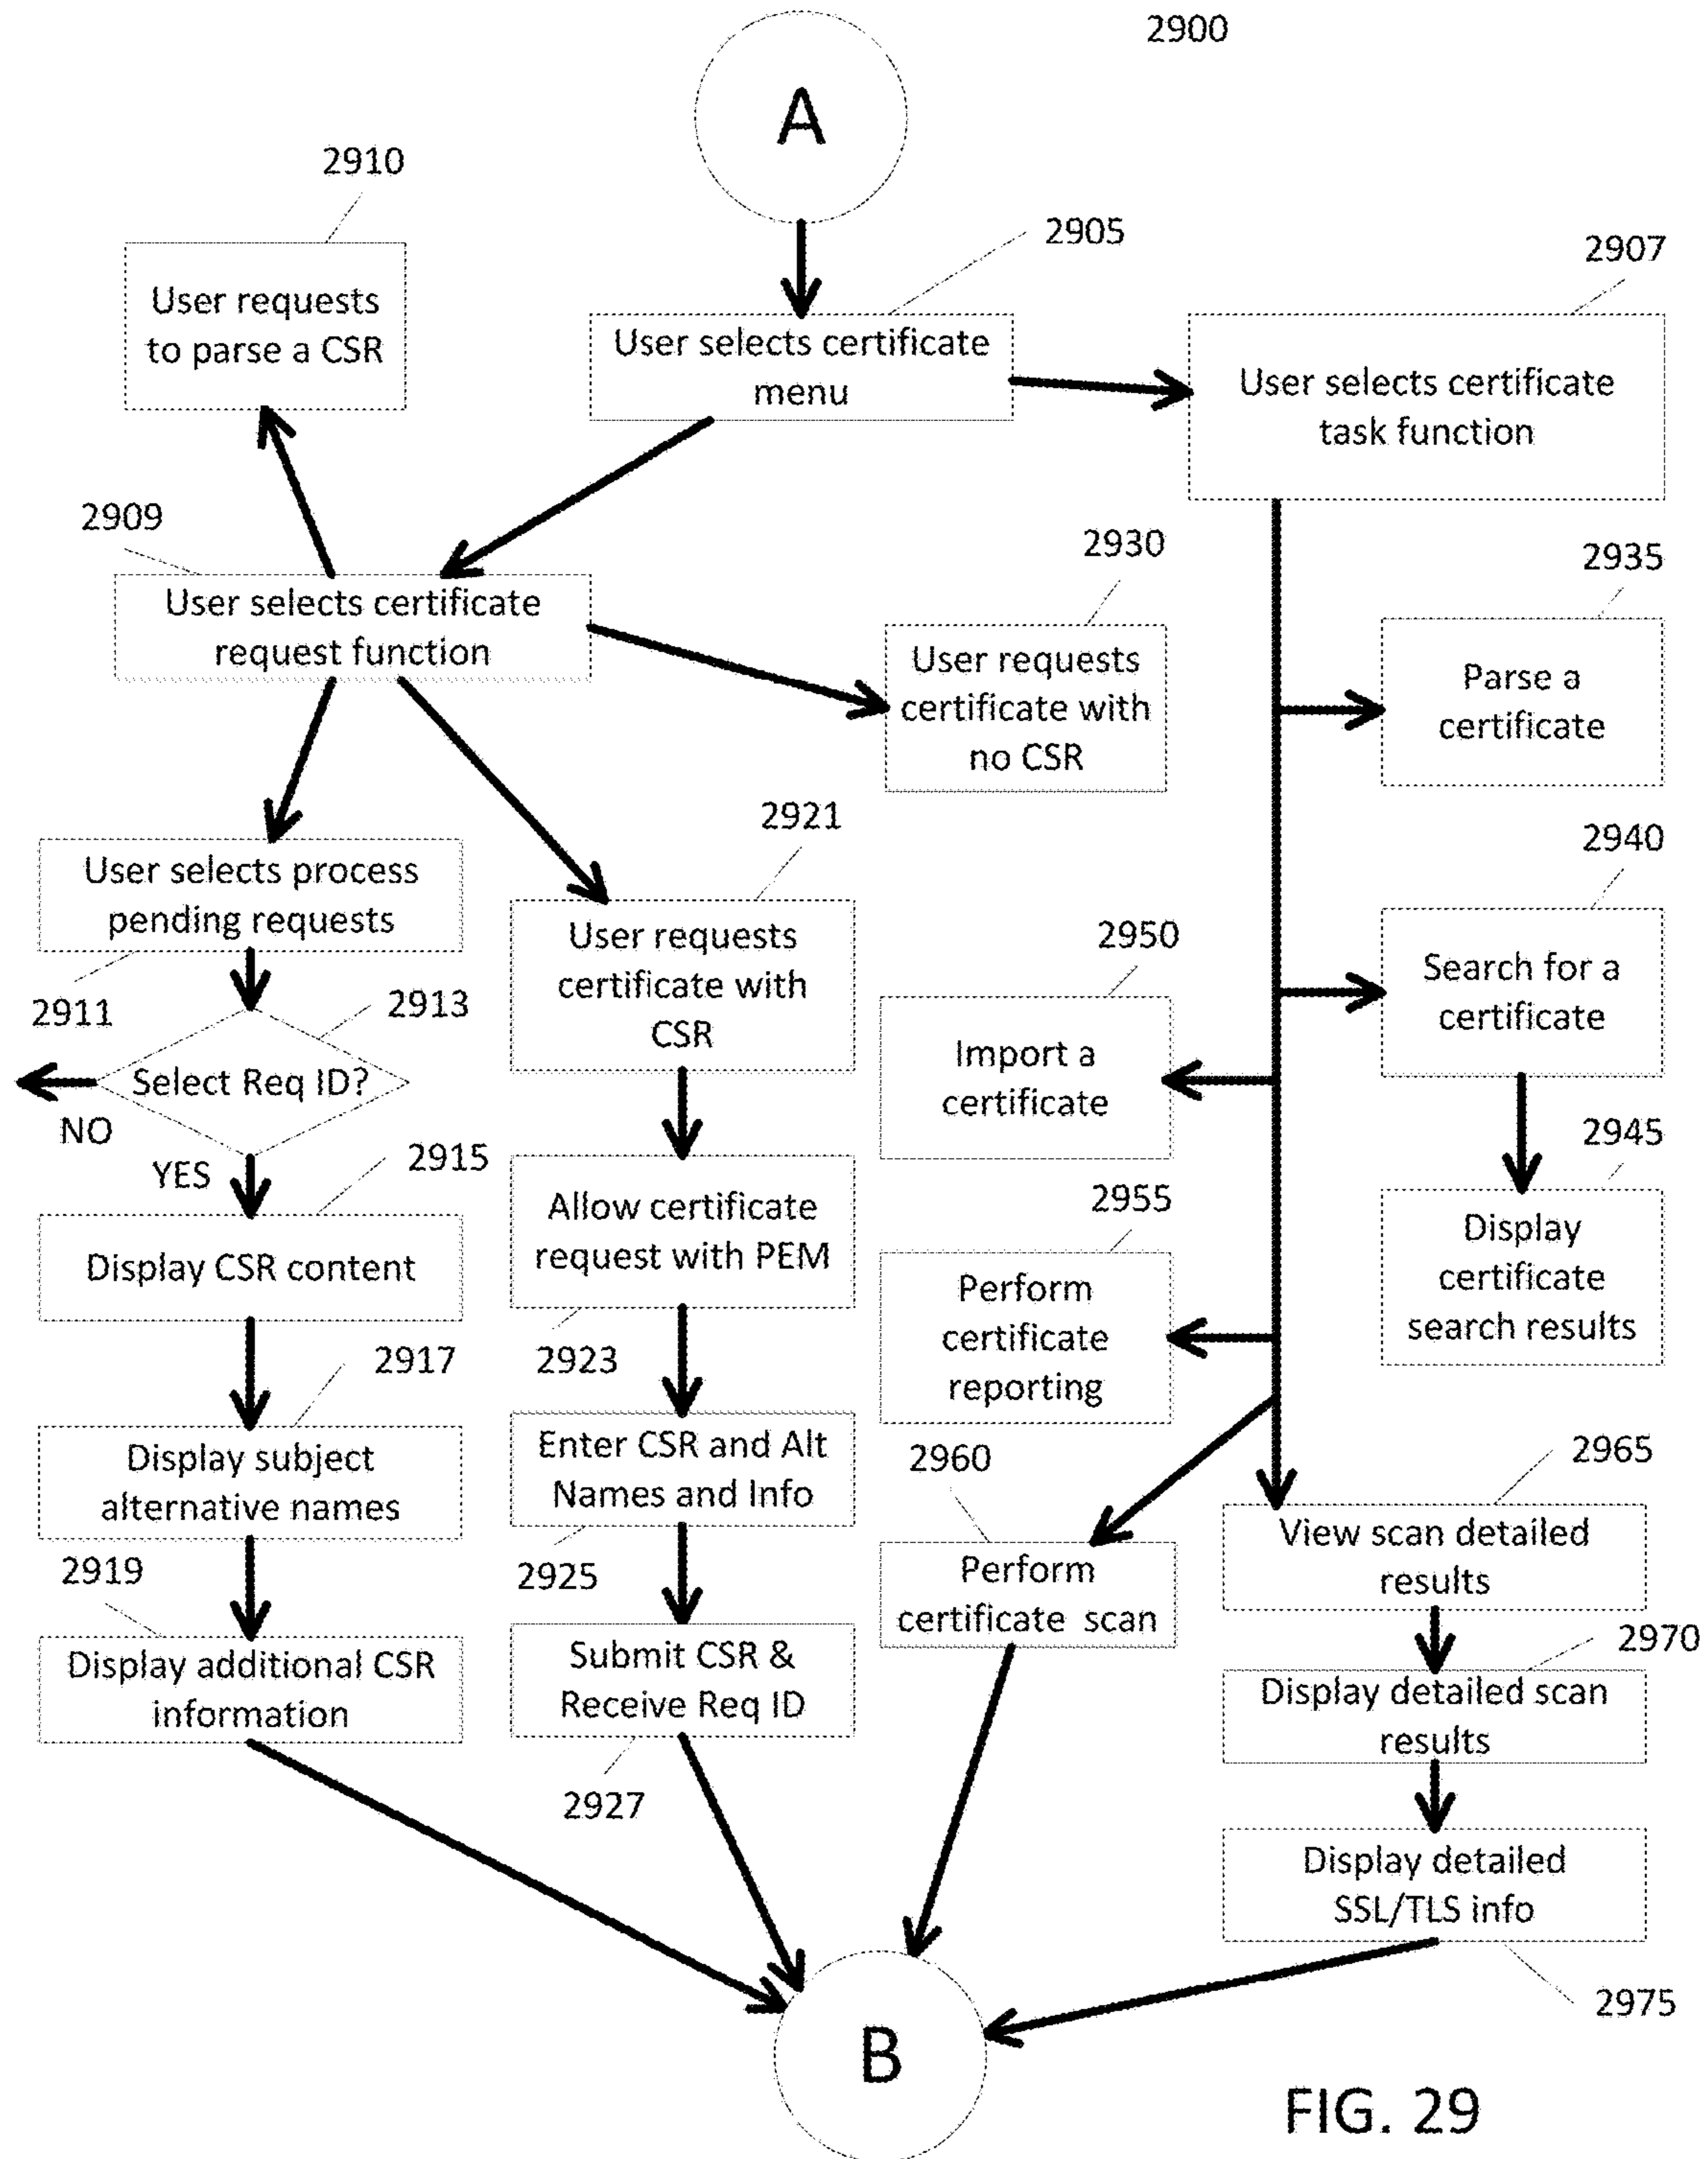 2900
A
2910
2905
2907
User requests
to parse a CSR
User selects certificate
menu
User selects certificate
task function
2909
2930
2935
User selects certificate
request function
User requests
certificate with
no CSR
Parse a
certificate
2921
2940
User selects process
pending requests
User requests
certificate with
CSR
2950
Search for a
certificate
2911
2913
Select Req ID?
NO
YES
Import a
certificate
2945
2915
Display CSR content
Allow certificate
request with PEM
2955
Display
certificate
search results
Perform
certificate
reporting
2917
2923
Display subject
alternative names
Enter CSR and Alt
Names and Info
2960
2965
View scan detailed
results
2919
2925
Perform
certificate scan
2970
Display additional CSR
information
Submit CSR &
Receive Req ID
Display detailed scan
results
2927
Display detailed
SSL/TLS info
2975
B
FIG. 29